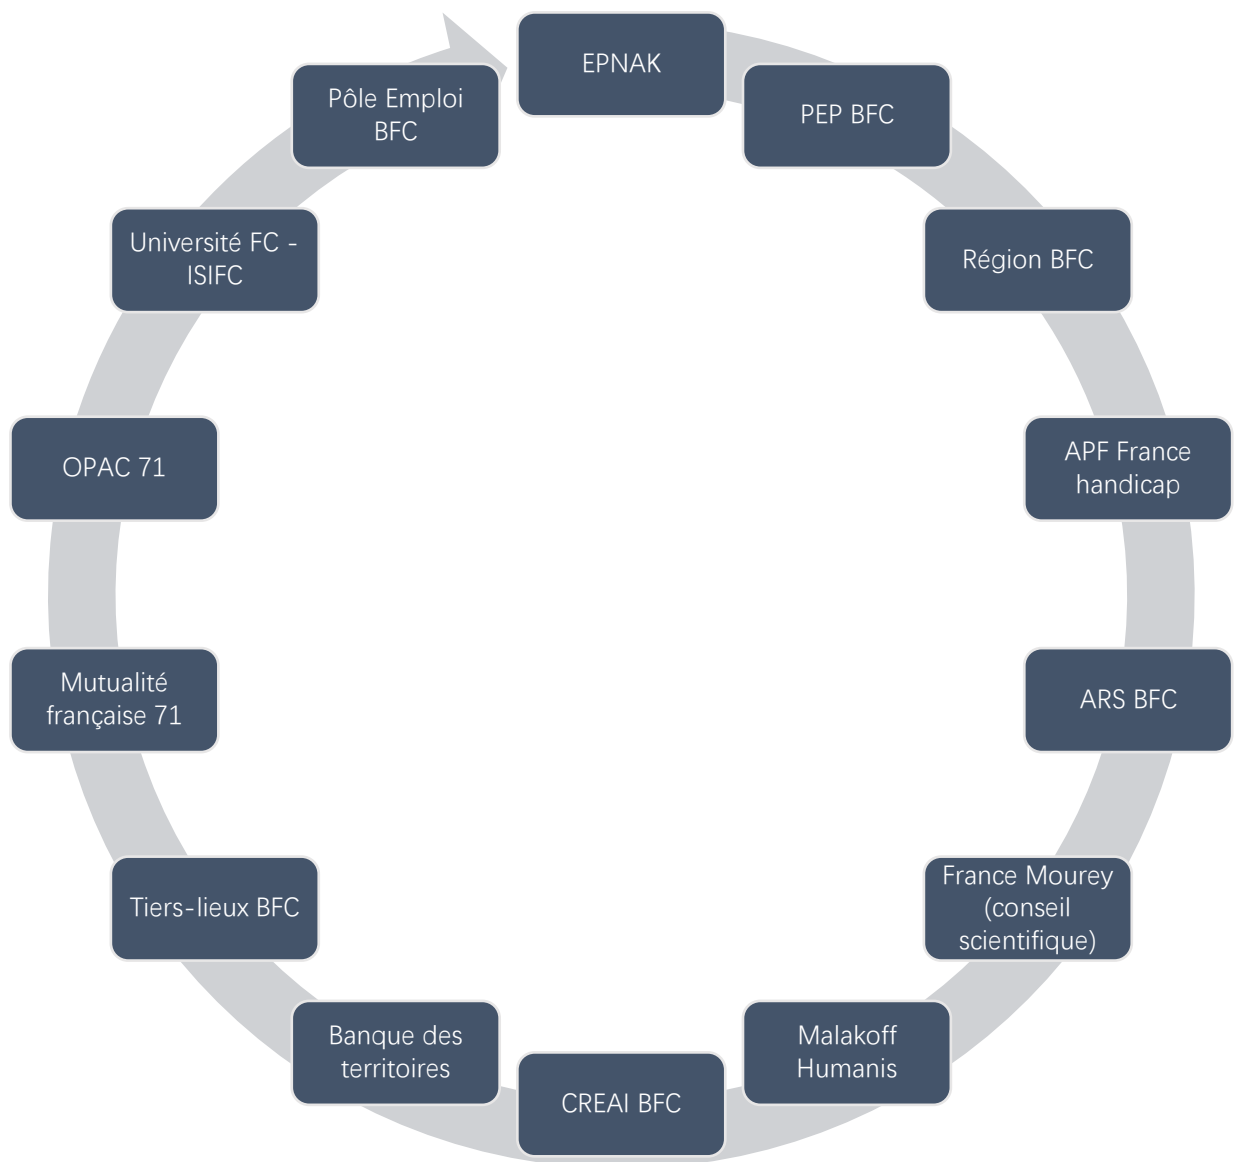 EPNAK
PEP BFC
Région BFC
APF France
handicap
ARS BFC
France Mourey
(conseil
scientifique)
Malakoff
Humanis
CREAI BFC
Banque des
territoires
Tiers-lieux BFC
Mutualité
française 71
OPAC 71
Université FC -
ISIFC
Pôle Emploi
BFC